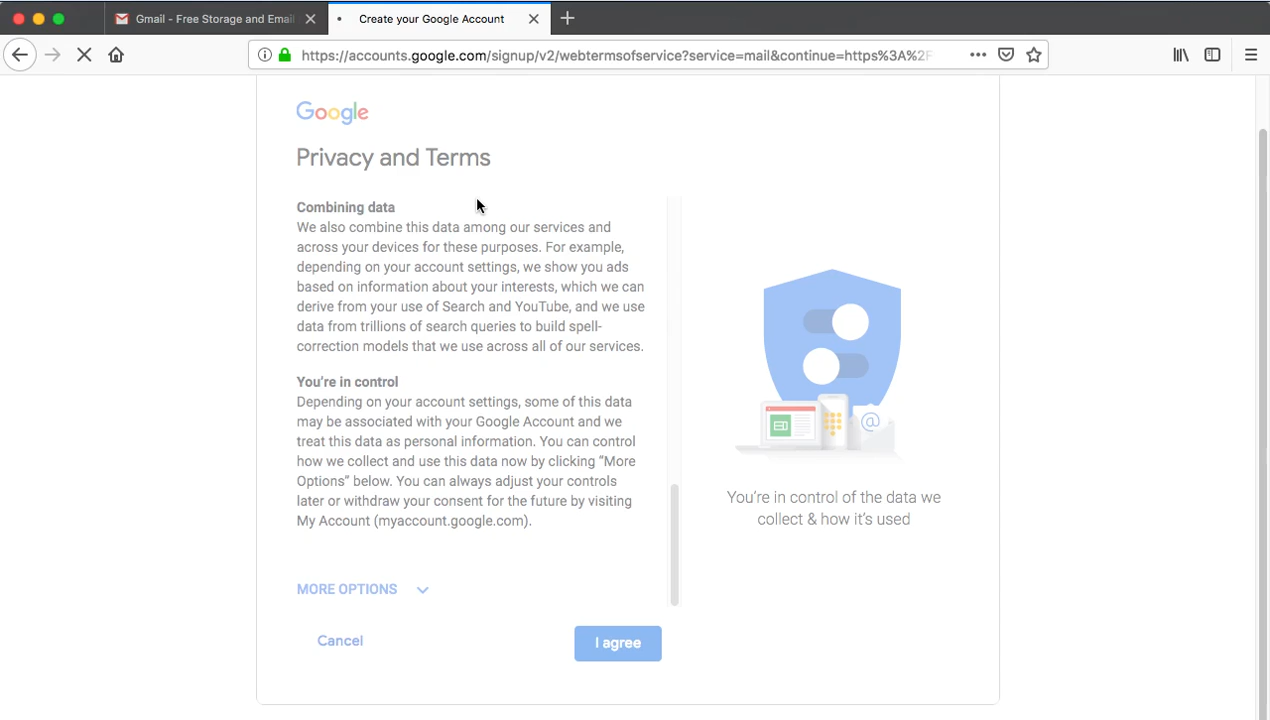 Gmail - Free Storage and Email
Create your Google Account
https://accounts.google.com/signup/v2/webtermsofservice?service=mail&continue=https%3A%2F
Google
Privacy and Terms
Combining data
We also combine this data among our services and
across your devices for these purposes. For example,
depending on your account settings, we show you ads
based on information about your interests, which we can
derive from your use of Search and YouTube, and we use
data from trillions of search queries to build spell-
correction models that we use across all of our services.
You're in control
Depending on your account settings, some of this data
may be associated with your Google Account and we
treat this data as personal information. You can control
how we collect and use this data now by clicking “More
Options” below. You can always adjust your controls
later or withdraw your consent for the future by visiting
My Account (myaccount.google.com).
MORE OPTIONS
Cancel
I agree
@
You’re in control of the data we
collect & how it’s used